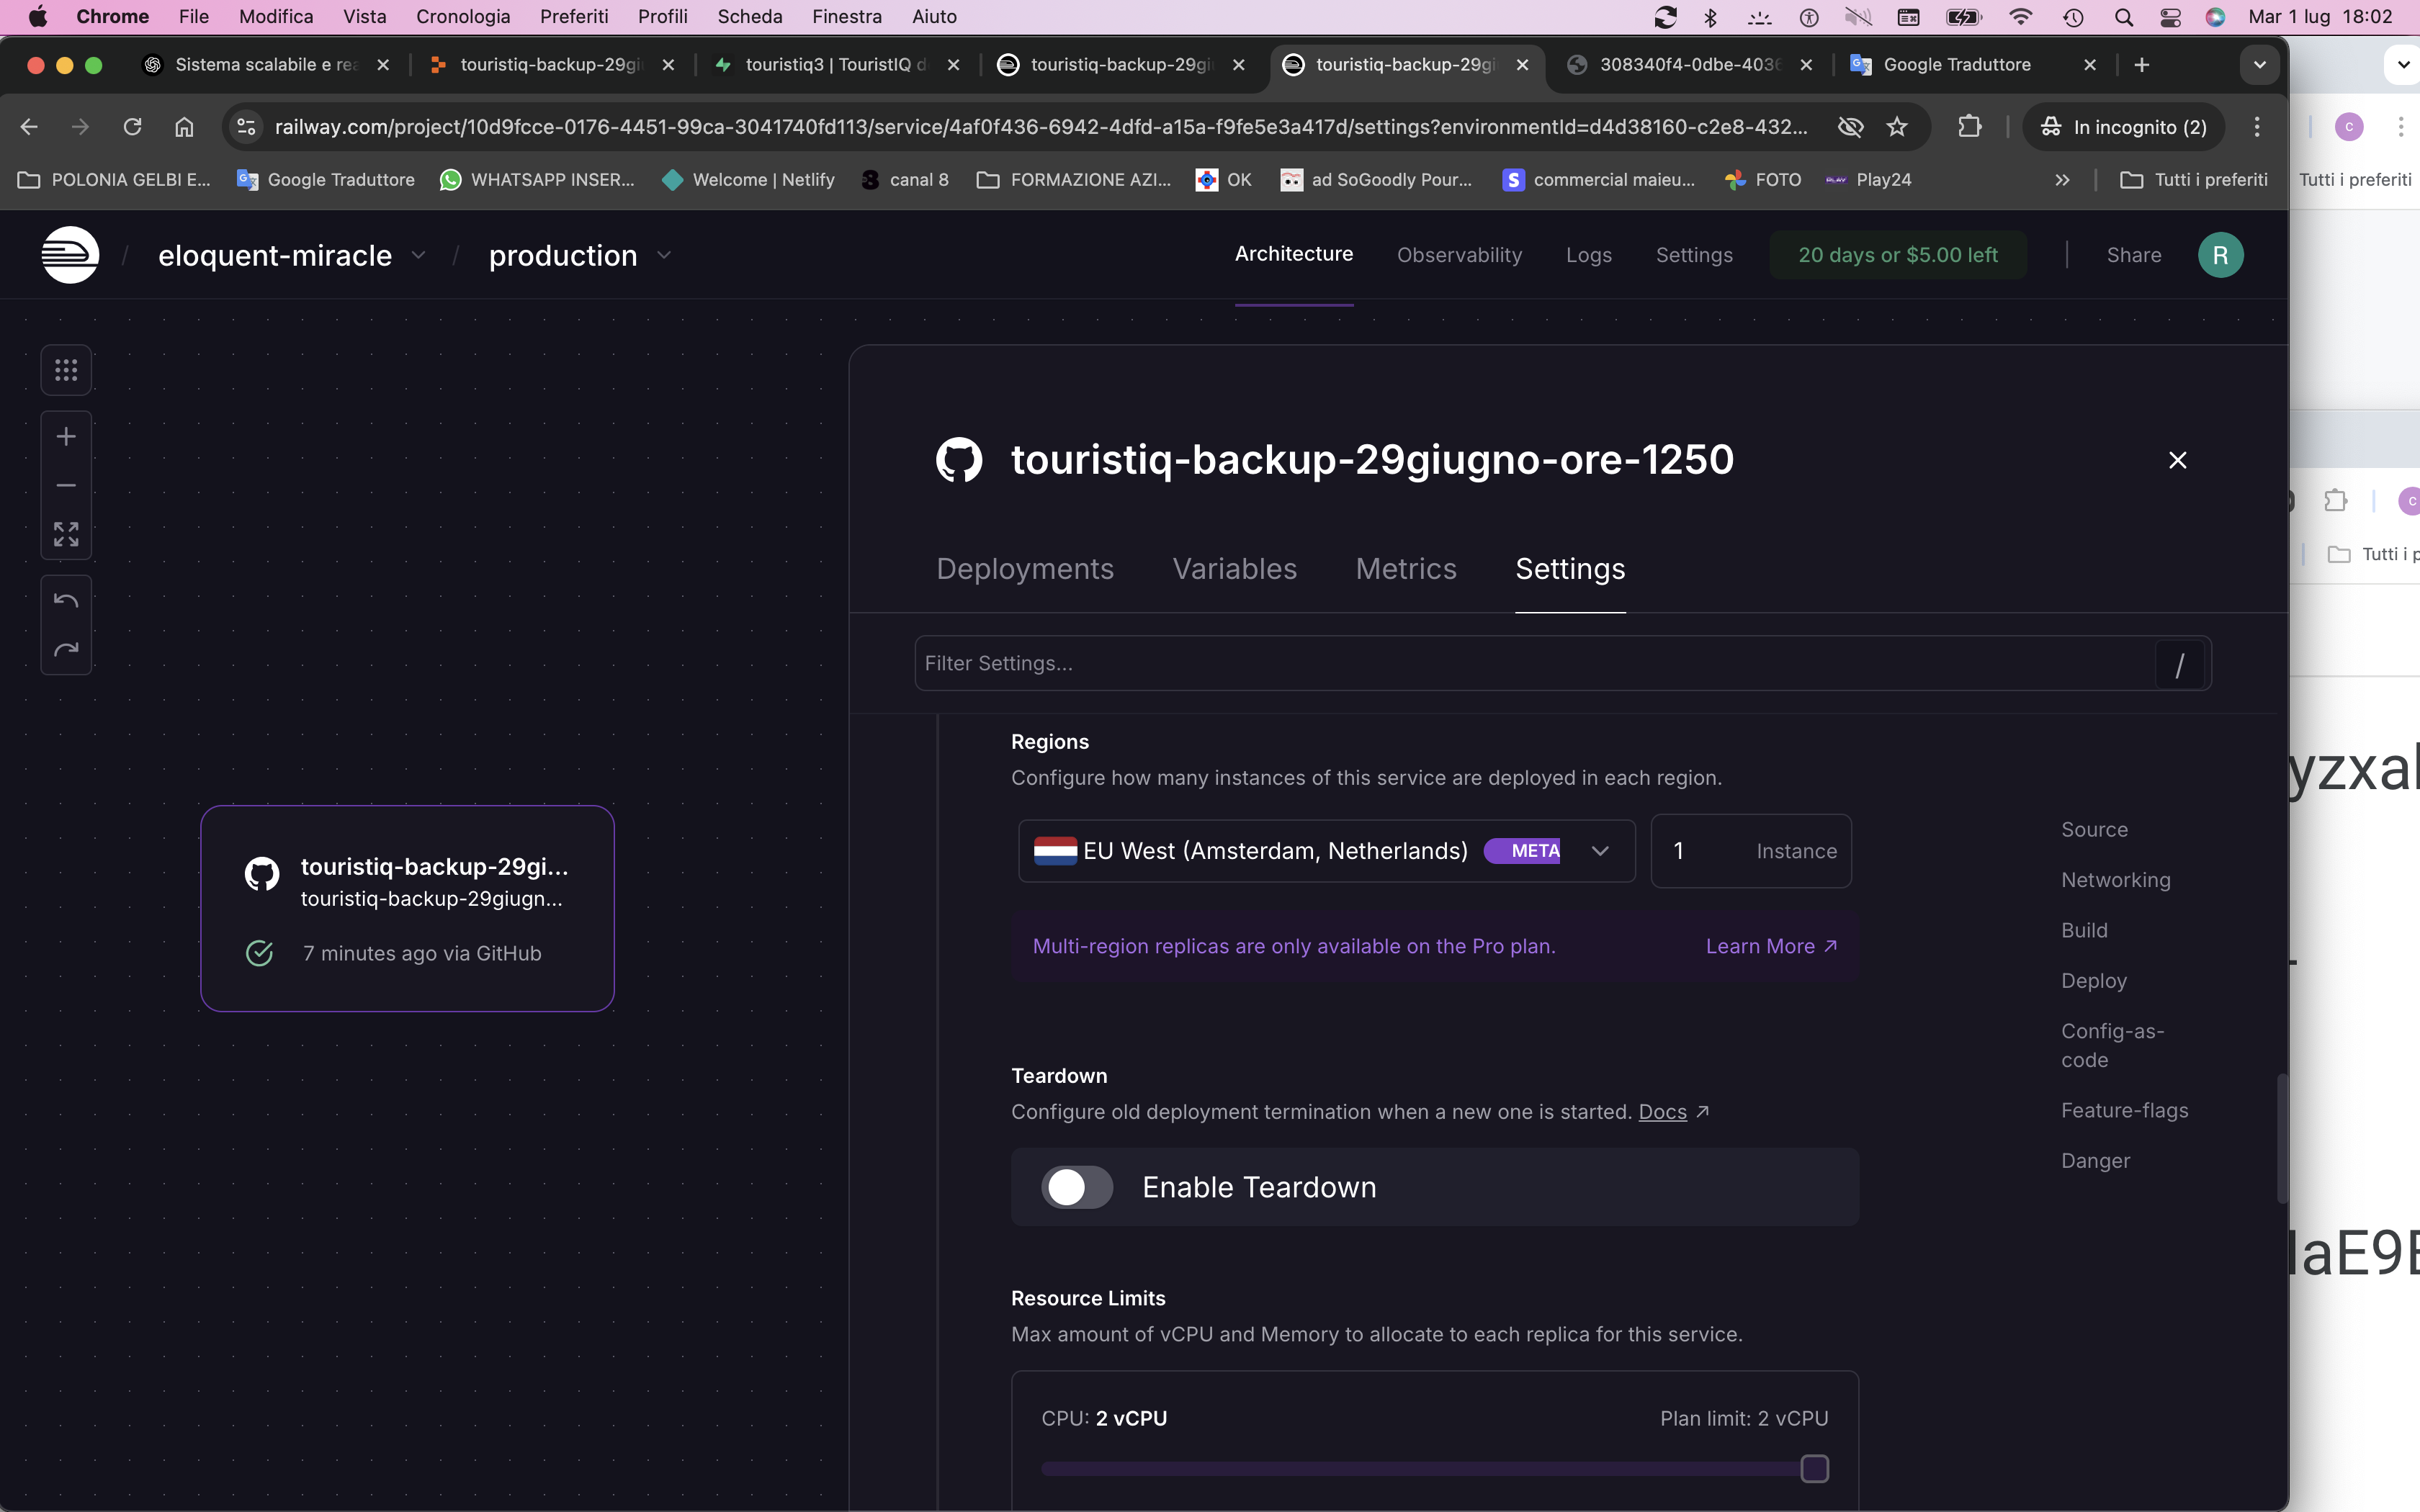 Chrome File Modifica Vista Cronologia Preferiti Profili Scheda Finestra Aiuto Mar 1 lug 18:02
Sistema scalabile e rea touristiq-backup-29gi touristiq3 | TouristIQ d touristiq-backup-29gi touristiq-backup-29gi 308340f4-0dbe-4036 Google Traduttore
railway.com/project/10d9fcce-0176-4451-99ca-3041740fd113/service/4af0f436-6942-4dfd-a15a-f9fe5e3a417d/settings?environmentId=d4d38160-c2e8-432... In incognito (2)
POLONIA GELBI E... Google Traduttore WHATSAPP INSER... Welcome | Netlify canal 8 FORMAZIONE AZI... OK ad SoGoodly Pour... commercial maieu... FOTO Play24 Tutti i preferiti Tutti i preferiti
eloquent-miracle / production Architecture Observability Logs Settings 20 days or $5.00 left Share R
touristiq-backup-29giugno-ore-1250
Deployments Variables Metrics Settings
Tutti i p
Filter Settings... /
Regions
Configure how many instances of this service are deployed in each region.
EU West (Amsterdam, Netherlands) META 1 Instance
Multi-region replicas are only available on the Pro plan. Learn More
touristiq-backup-29gi...
touristiq-backup-29giugn...
7 minutes ago via GitHub
Teardown
Configure old deployment termination when a new one is started. Docs
Enable Teardown
Resource Limits
Max amount of vCPU and Memory to allocate to each replica for this service.
CPU: 2 vCPU Plan limit: 2 vCPU
Source
Networking
Build
Deploy
Config-as-
code
Feature-flags
Danger